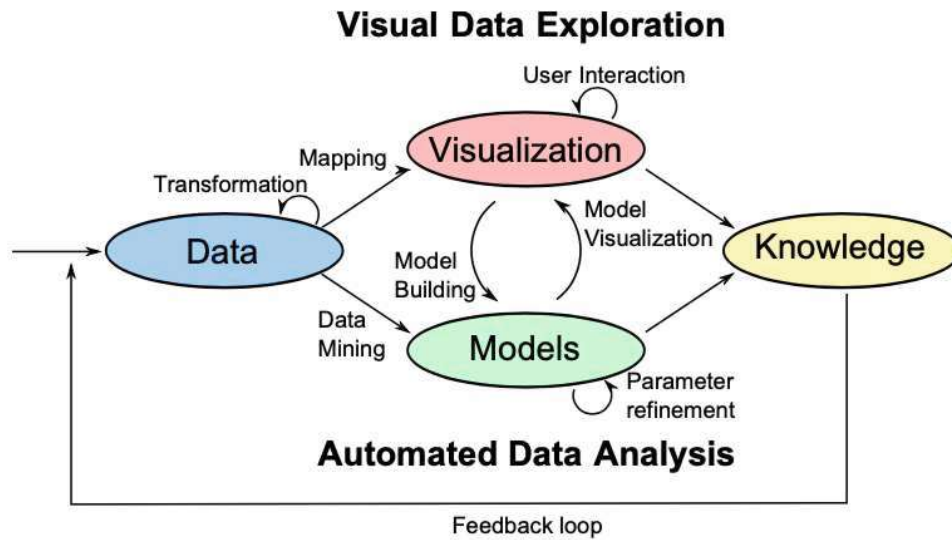 Visual Data Exploration
User Interaction
Visualization
Mapping
Transformation
Data
Model
Visualization
Knowledge
Model
Building
Data
Mining
Models
Parameter
refinement
Automated Data Analysis
Feedback loop